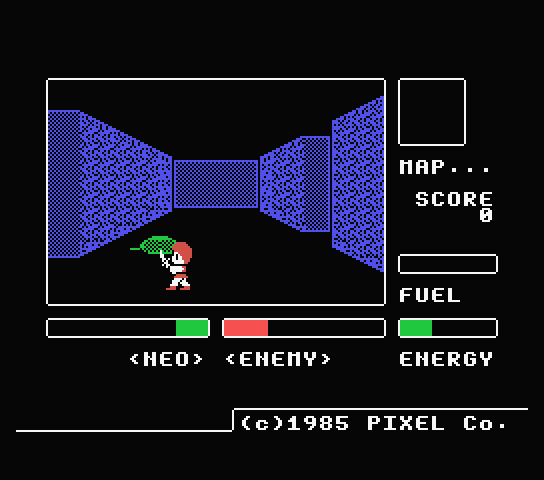 MAP...
SCORE
0
FUEL
<NEO> <ENEMY> ENERGY
(c)1985 PIXEL Co.